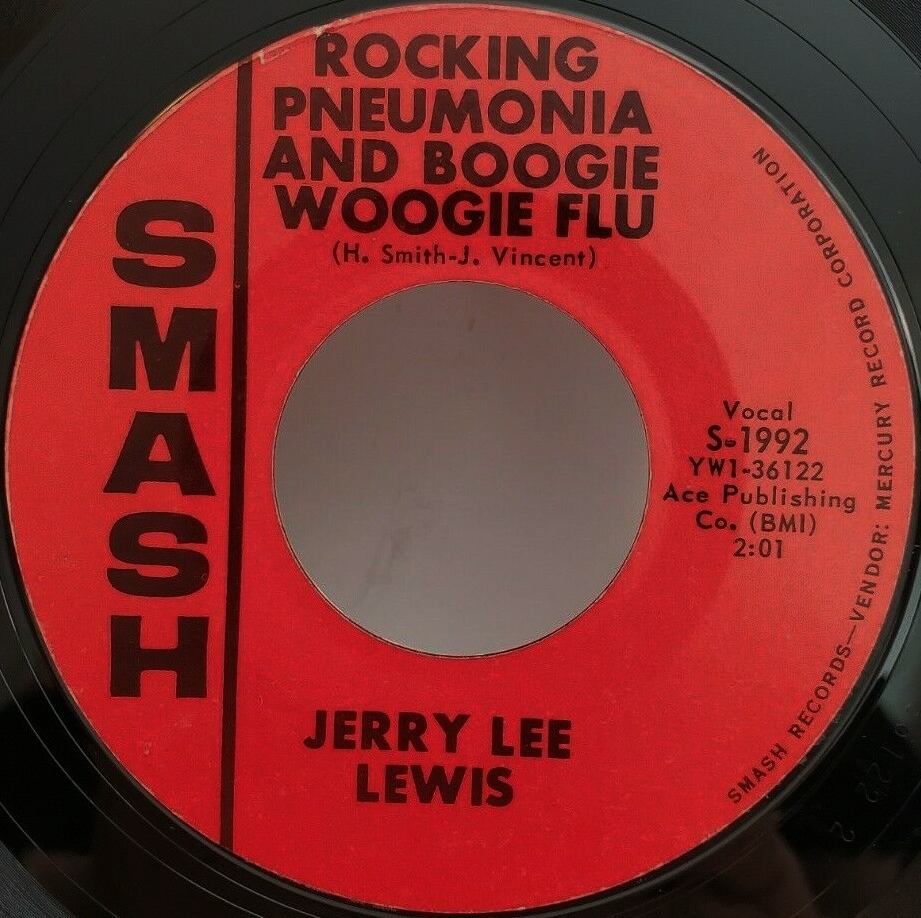 ROCKING
PNEUMONIA
AND BOOGIE
WOOGIE FLU
(H. Smith-J. Vincent)
SMASH
Vocal
S-1992
YW1-36122
Ace Publishing
Co. (BMI)
2:01
SMASH RECORDS—VENDOR: MERCURY RECORD CORPORATION
JERRY LEE
LEWIS